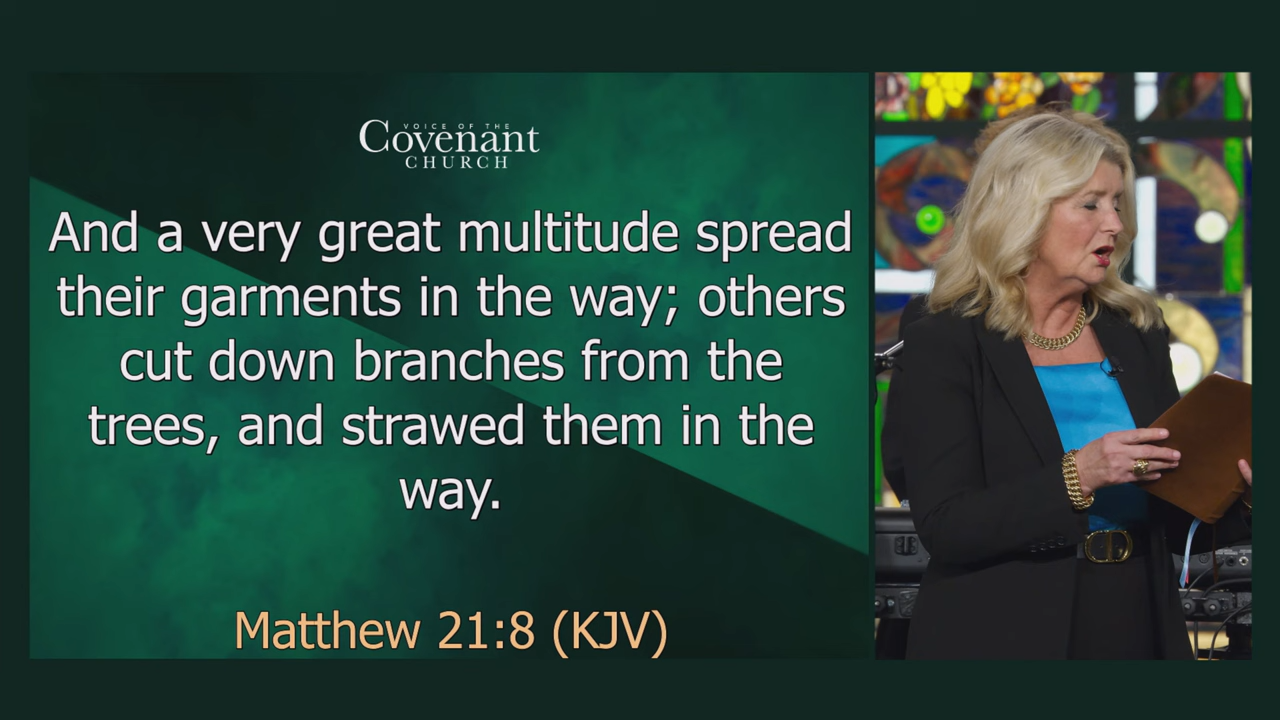 VOICE OF THE
Covenant
CHURCH
And a very great multitude spread
their garments in the way; others
cut down branches from the
trees, and strawed them in the
way.
Matthew 21:8 (KJV)